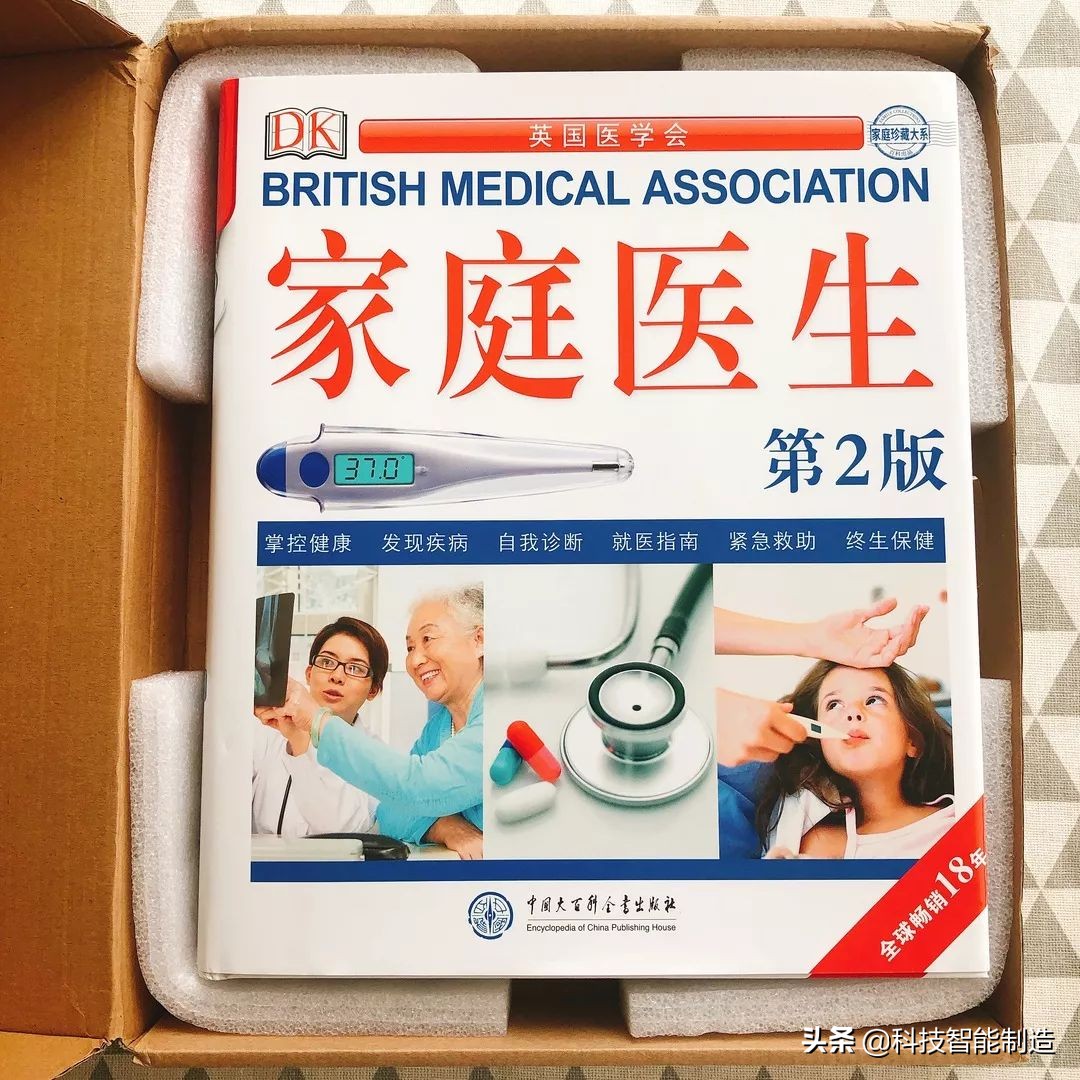 DK
英国医学会
家庭珍藏大系
BRITISH MEDICAL ASSOCIATION
家庭医生
第2版
37.0°
掌控健康 发现疾病 自我诊断 就医指南 紧急救助 终生保健
全球畅销18年
中国大百科全书出版社
Encyclopedia of China Publishing House
头条 @科技智能制造